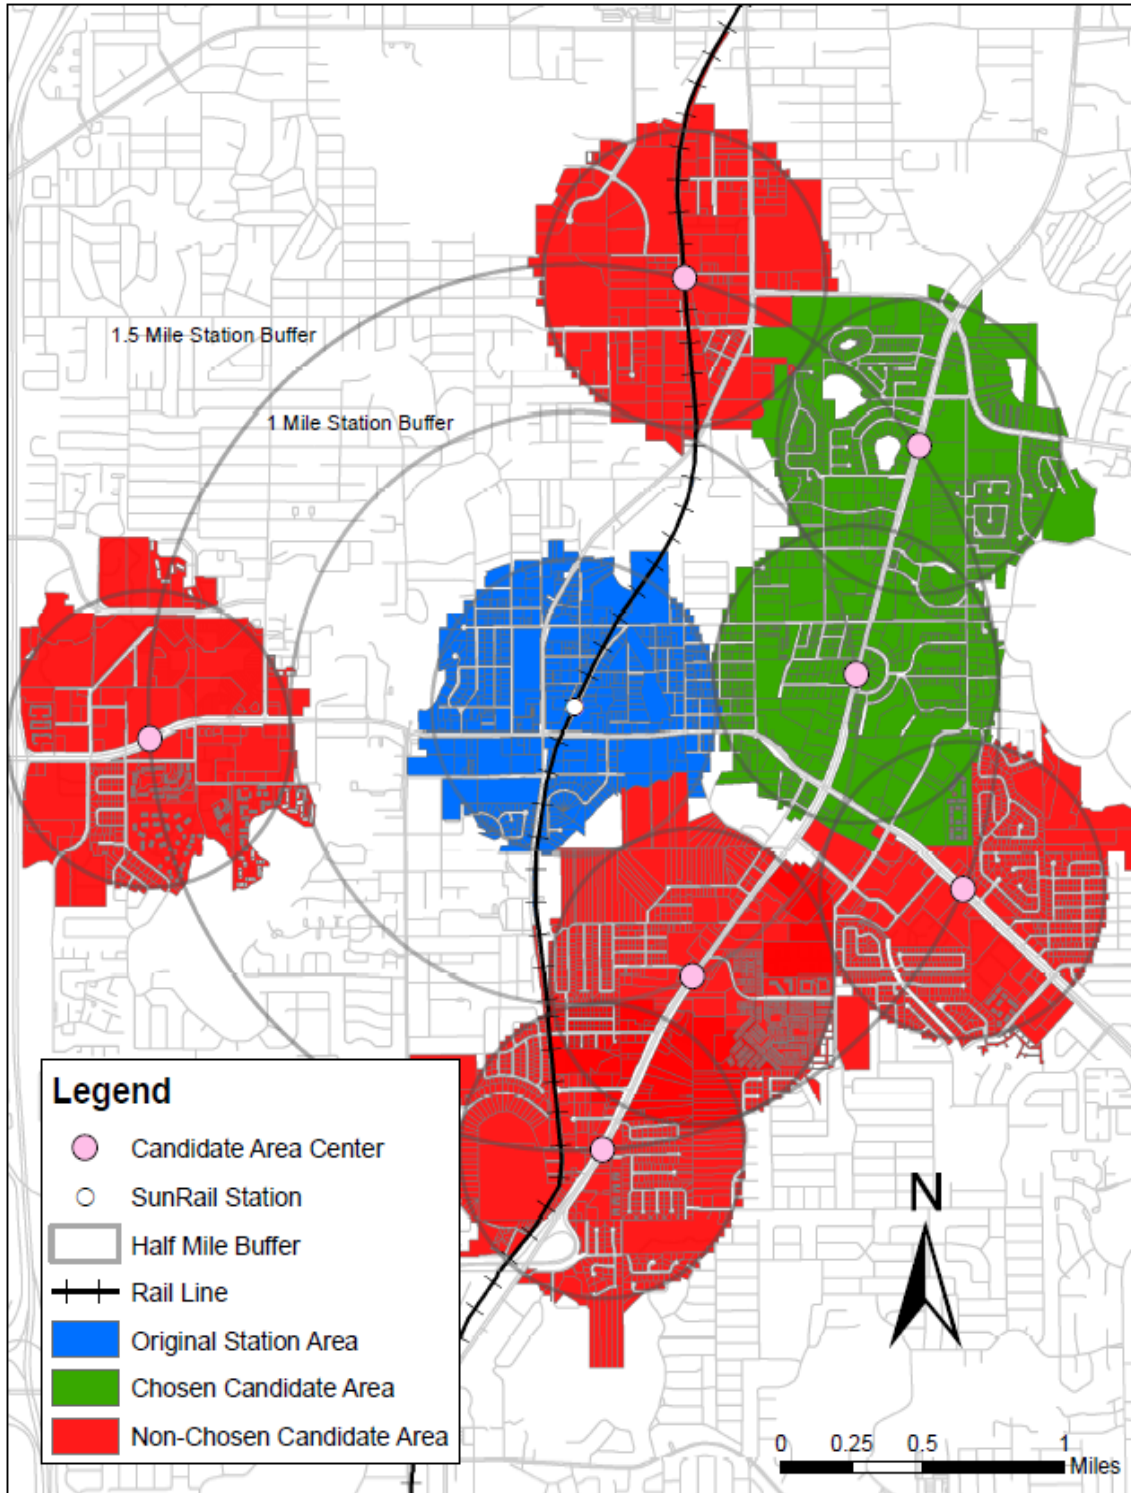 1.5 Mile Station Buffer
1 Mile Station Buffer
Legend
Candidate Area Center
SunRail Station
Half Mile Buffer
Rail Line
Original Station Area
Chosen Candidate Area
Non-Chosen Candidate Area
N
0 0.25 0.5 1
Miles